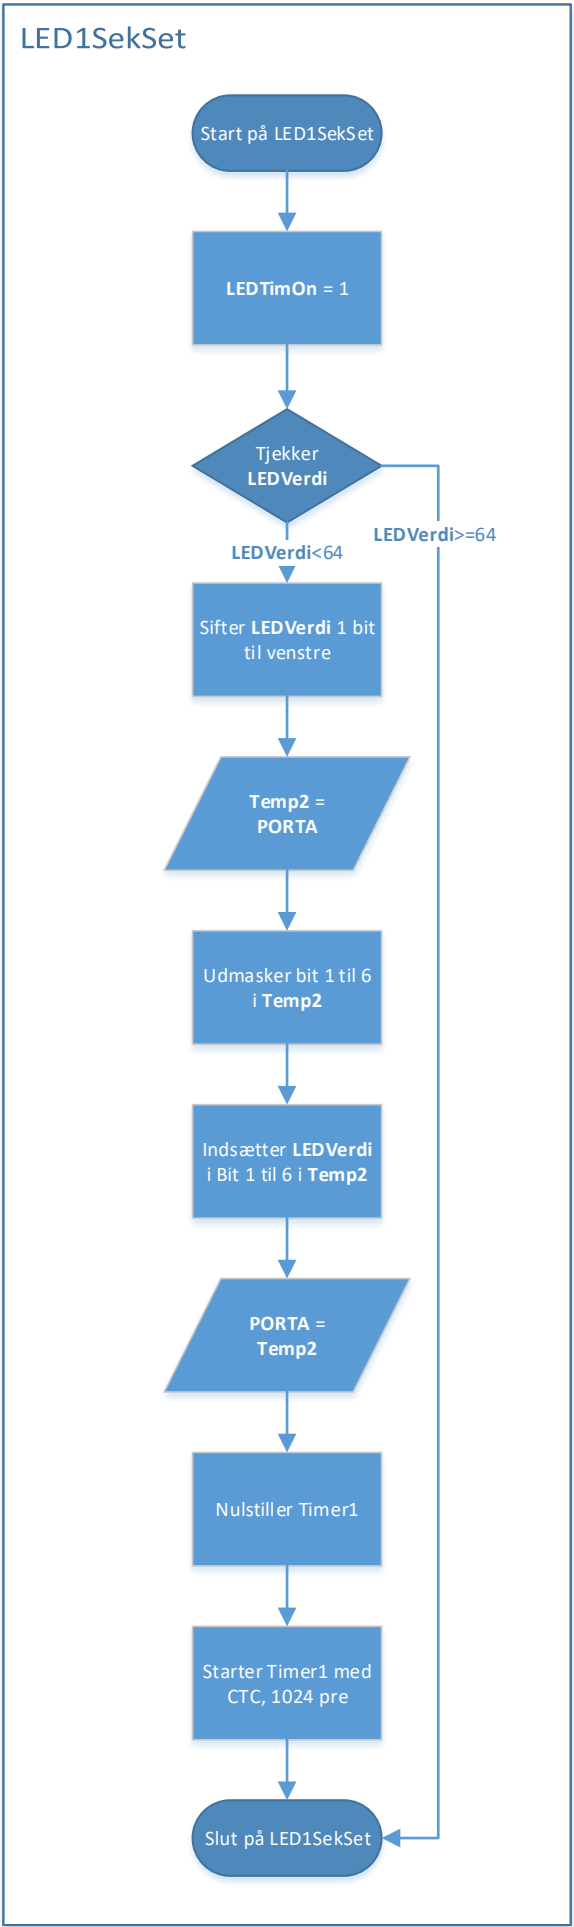 LED1SekSet
Start på LED1SekSet
LEDTimOn = 1
Tjekker
LEDVerdi
LEDVerdi>=64
LEDVerdi<64
Sifter LEDVerdi 1 bit
til venstre
Temp2 =
PORTA
Udmasker bit 1 til 6
i Temp2
Indsætter LEDVerdi
i Bit 1 til 6 i Temp2
PORTA =
Temp2
Nulstiller Timer1
Starter Timer1 med
CTC, 1024 pre
Slut på LED1SekSet